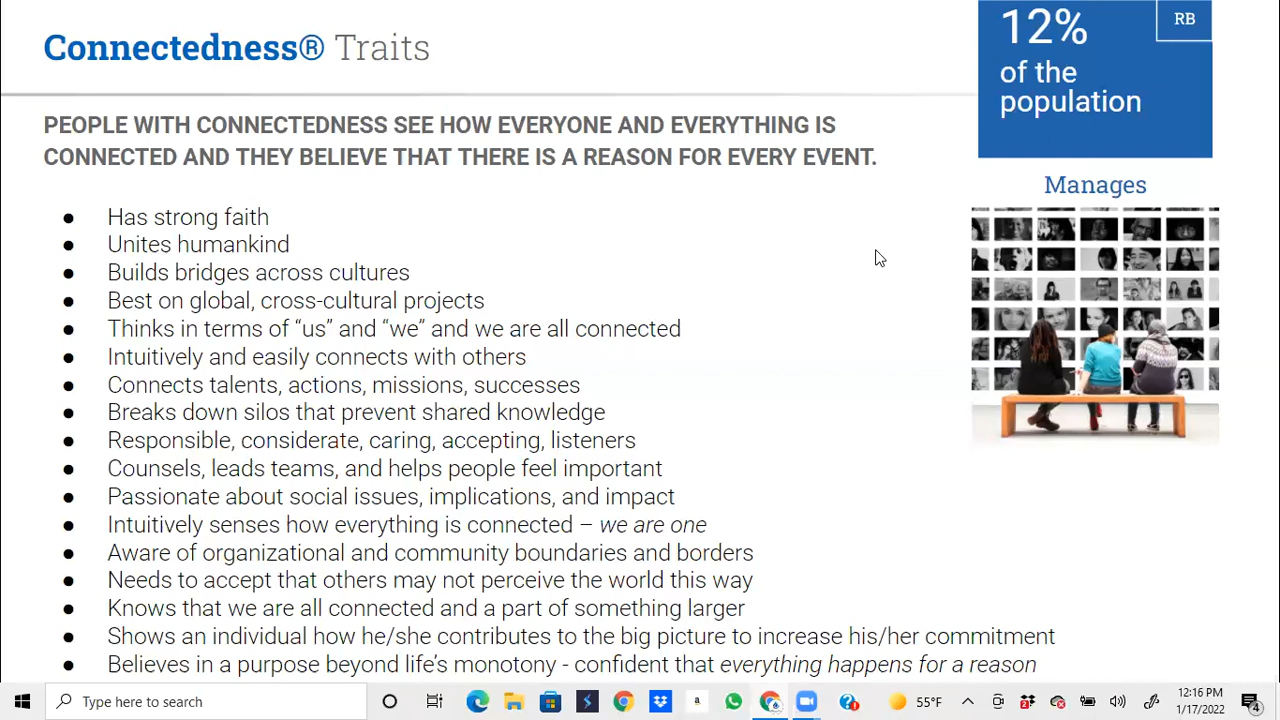 Connectedness® Traits
12%
RB
of the
population
PEOPLE WITH CONNECTEDNESS SEE HOW EVERYONE AND EVERYTHING IS
CONNECTED AND THEY BELIEVE THAT THERE IS A REASON FOR EVERY EVENT.
Manages
● Has strong faith
● Unites humankind
● Builds bridges across cultures
● Best on global, cross-cultural projects
● Thinks in terms of “us” and “we” and we are all connected
● Intuitively and easily connects with others
● Connects talents, actions, missions, successes
● Breaks down silos that prevent shared knowledge
● Responsible, considerate, caring, accepting, listeners
● Counsels, leads teams, and helps people feel important
● Passionate about social issues, implications, and impact
● Intuitively senses how everything is connected – we are one
● Aware of organizational and community boundaries and borders
● Needs to accept that others may not perceive the world this way
● Knows that we are all connected and a part of something larger
● Shows an individual how he/she contributes to the big picture to increase his/her commitment
● Believes in a purpose beyond life’s monotony - confident that everything happens for a reason
Type here to search
a
2
55°F
12:16 PM
1/17/2022
4